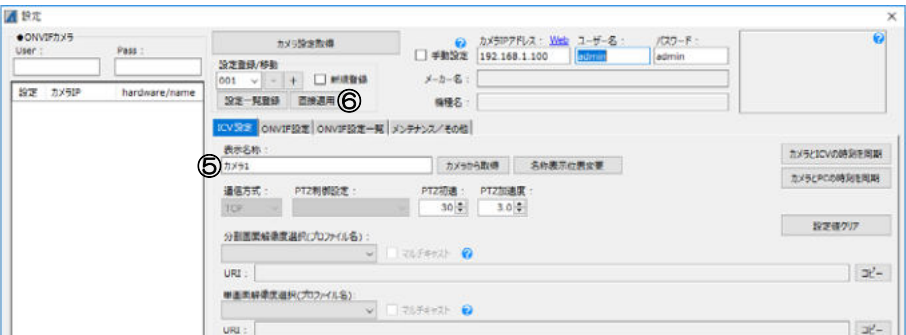 設定
●ONVIFカメラ
User : Pass :
設定 カメラIP hardware/name
カメラ設定取得
手動設定
カメラIPアドレス : Web ユーザー名 : パスワード :
192.168.1.100 admin admin
設定登録/移動
001 - + 新規登録
メーカー名 :
設定一覧登録 直接適用 ⑥
機種名 :
ICV設定 ONVIF設定 ONVIF設定一覧 メンテナンス/その他
表示名称 :
⑤ カメラ1 カメラから取得 名称表示位置変更
カメラとICVの時刻を同期
カメラとPCの時刻を同期
通信方式 : PTZ制御設定 : PTZ初速 : PTZ加速度 :
TCP 30 3.0
設定値クリア
分割画面解像度選択(プロファイル名) :
マルチキャスト
URI : コピー
単画面解像度選択(プロファイル名):
マルチキャスト
URI : コピー